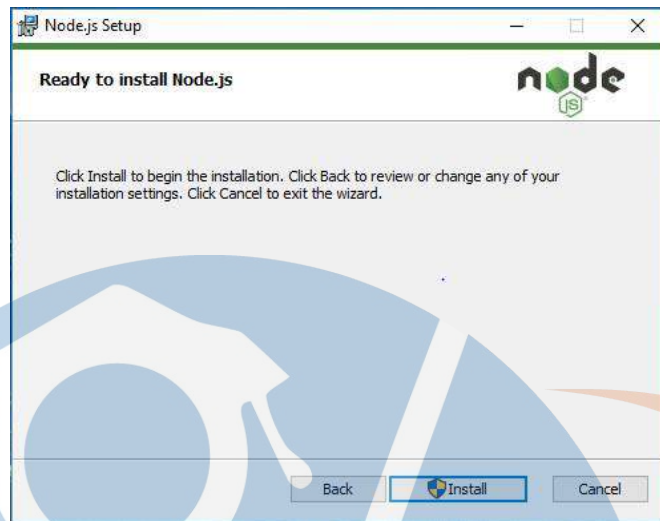 Node.js Setup
Ready to install Node.js
node
JS
Click Install to begin the installation. Click Back to review or change any of your
installation settings. Click Cancel to exit the wizard.
Back
Install
Cancel